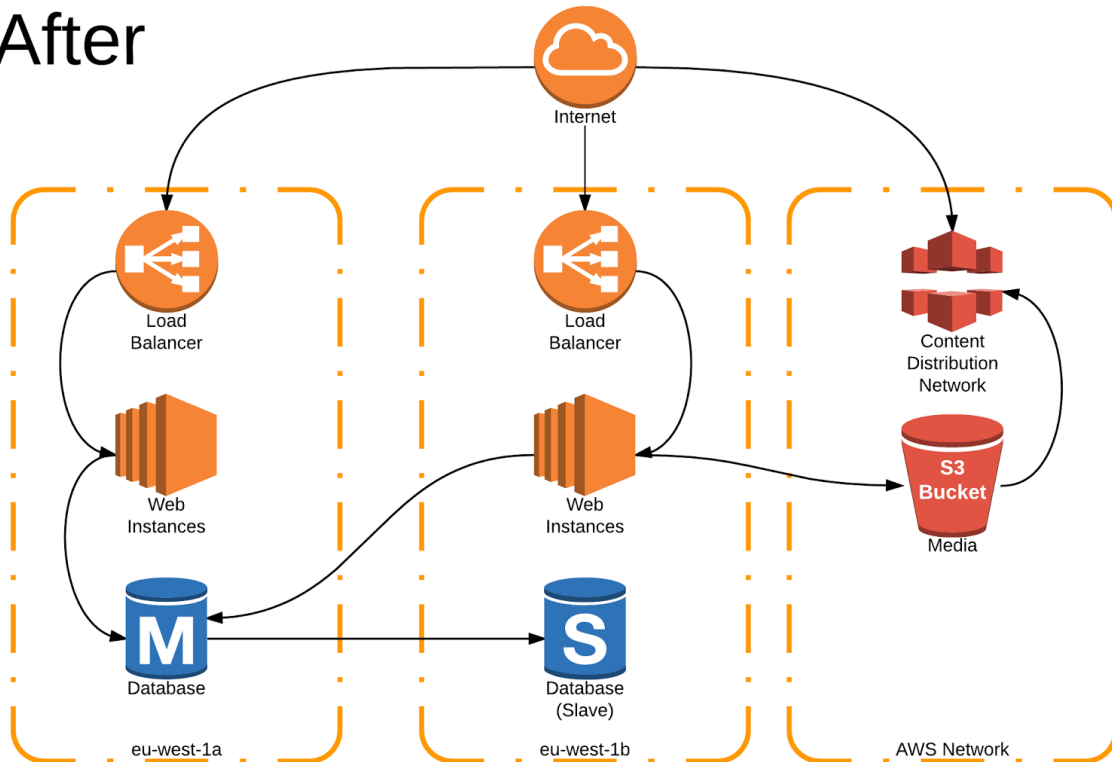 After
Internet
Load
Balancer
Load
Balancer
Content
Distribution
Network
Web
Instances
Web
Instances
S3
Bucket
Media
M
Database
S
Database
(Slave)
eu-west-1a
eu-west-1b
AWS Network